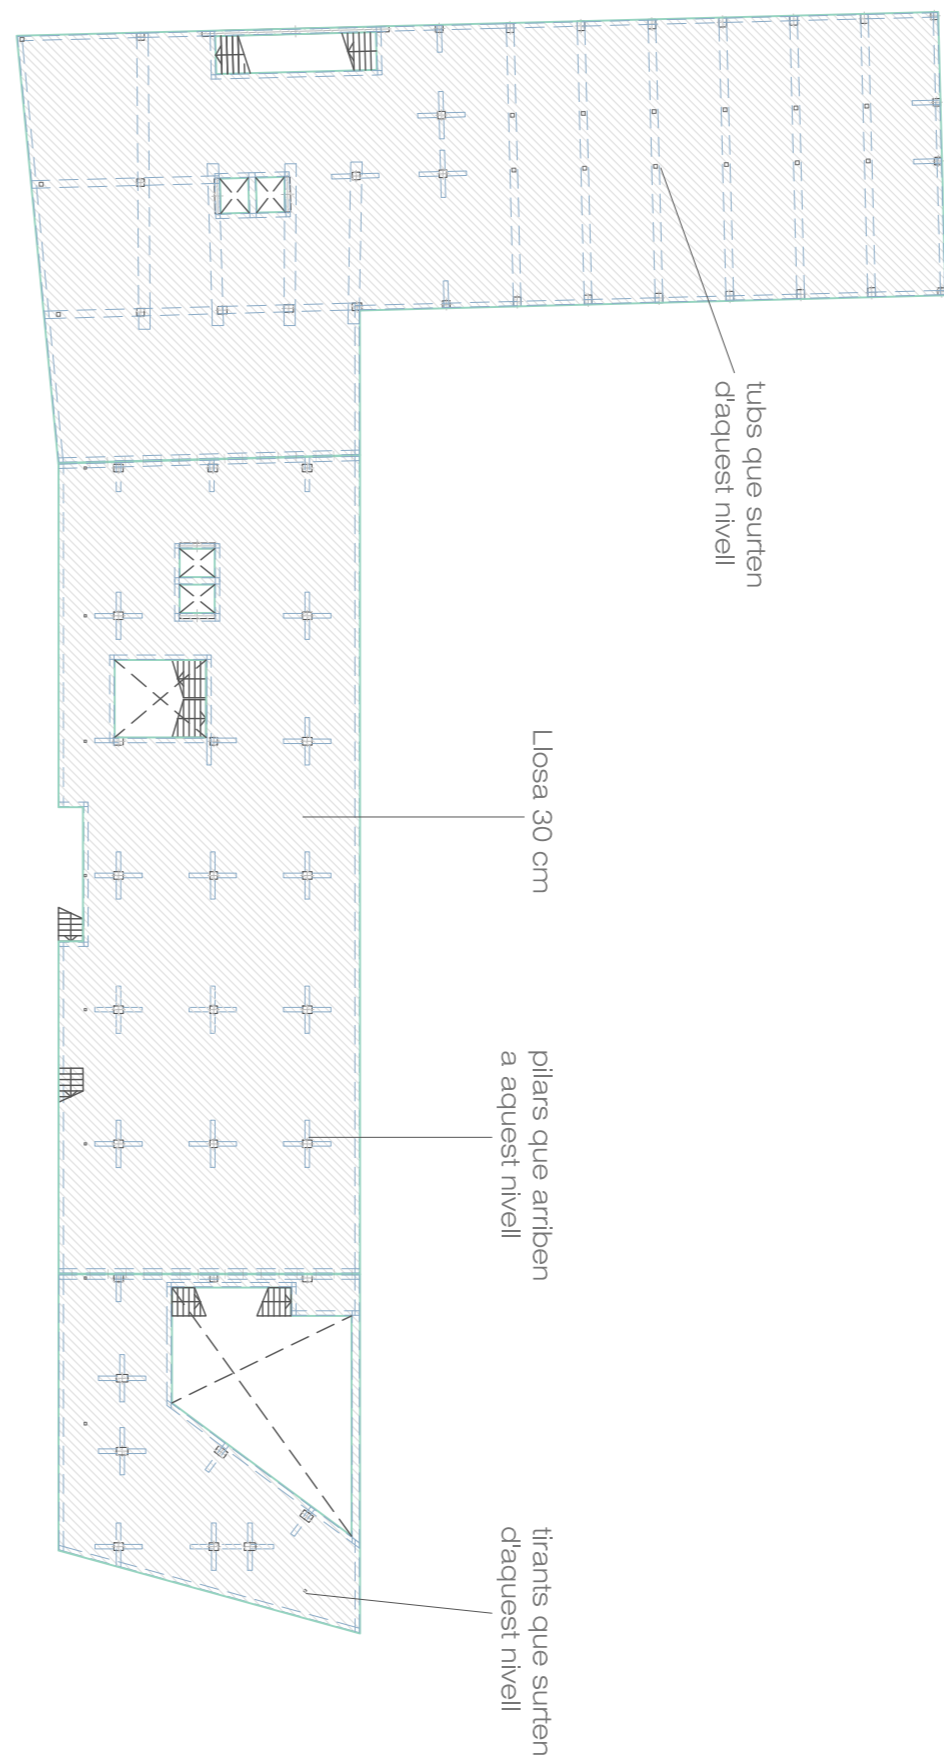 tubs que surten
d'aquest nivell
Llosa 30 cm
pilars que arriben
a aquest nivell
tirants que surten
d'aquest nivell